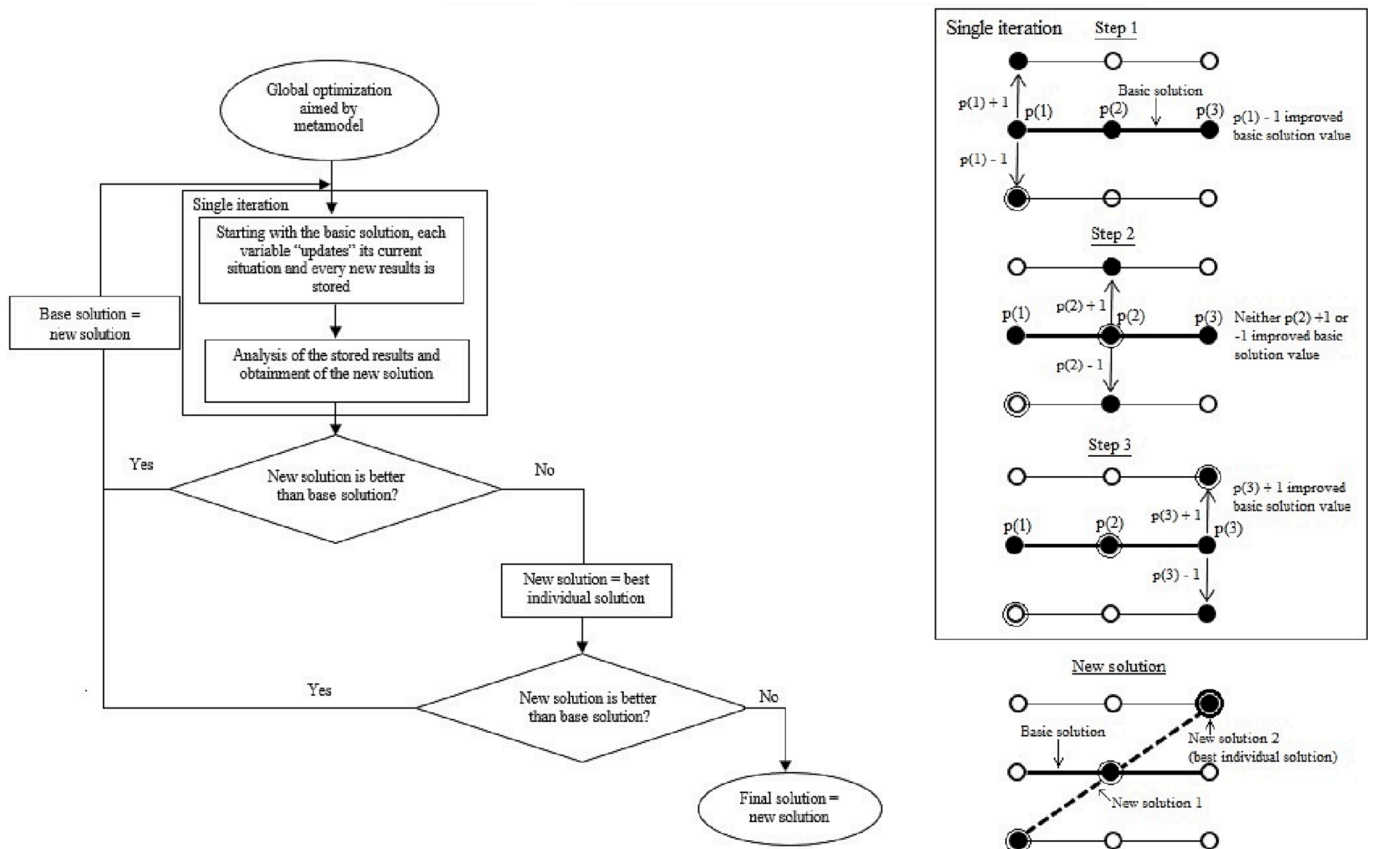 Global optimization
aimed by
metamodel
Single iteration
Starting with the basic solution, each
variable “updates” its current
situation and every new results is
stored
Base solution =
new solution
Analysis of the stored results and
obtainment of the new solution
Yes
New solution is better
than base solution?
No
New solution = best
individual solution
Yes
New solution is better
than base solution?
No
Final solution =
new solution
Single iteration
Step 1
p(1) + 1
Basic solution
p(1)
p(2)
p(3)
p(1) - 1 improved
basic solution value
p(1) - 1
Step 2
p(2) + 1
p(1)
p(2)
p(3)
Neither p(2) +1 or
-1 improved basic
solution value
p(2) - 1
Step 3
p(3) + 1 improved
basic solution value
p(3) + 1
p(1)
p(2)
p(3)
p(3) - 1
New solution
Basic solution
New solution 2
(best individual solution)
New solution 1